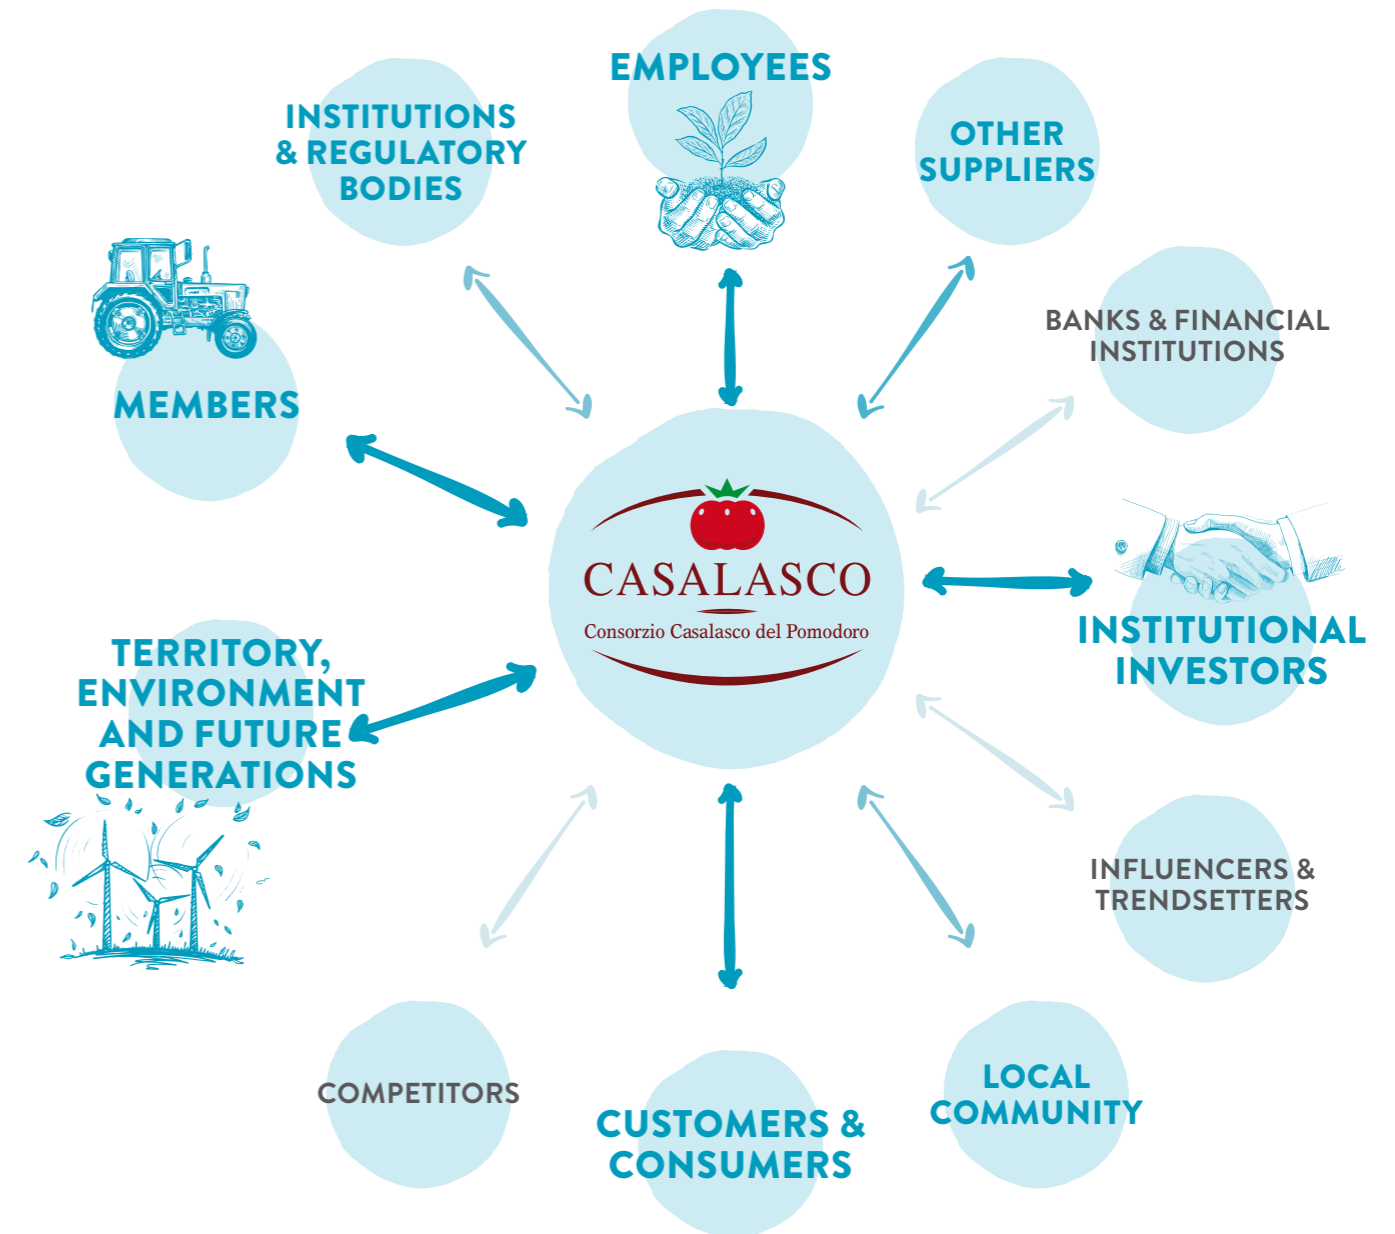 EMPLOYEES
INSTITUTIONS
& REGULATORY
BODIES
OTHER
SUPPLIERS
BANKS & FINANCIAL
INSTITUTIONS
MEMBERS
CASALASCO
Consorzio Casalasco del Pomodoro
INSTITUTIONAL
INVESTORS
TERRITORY,
ENVIRONMENT
AND FUTURE
GENERATIONS
INFLUENCERS &
TRENDSETTERS
COMPETITORS
CUSTOMERS &
CONSUMERS
LOCAL
COMMUNITY